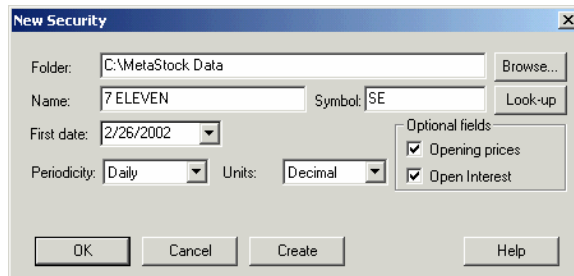 New Security
Folder: C:\MetaStock Data Browse...
Name: 7 ELEVEN Symbol: SE Look-up
First date: 2/26/2002 Optional fields
Opening prices
Periodicity: Daily Units: Decimal Open Interest
OK Cancel Create Help